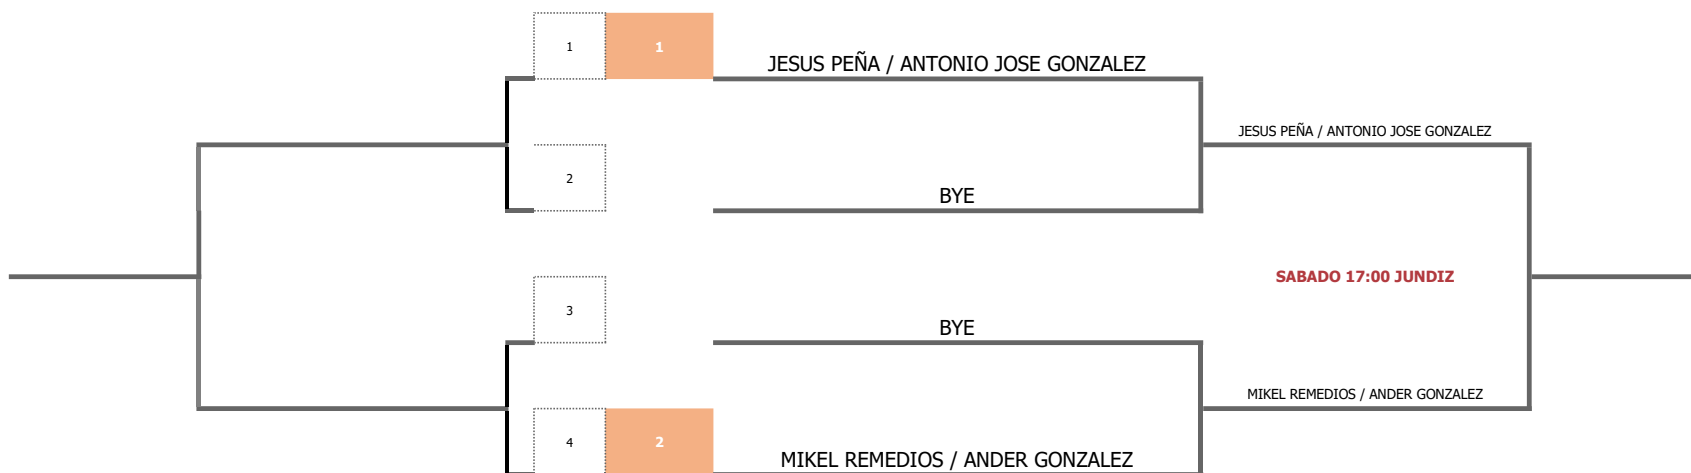 1 1
JESUS PEÑA / ANTONIO JOSE GONZALEZ
JESUS PEÑA / ANTONIO JOSE GONZALEZ
2
BYE
SABADO 17:00 JUNDIZ
3
BYE
MIKEL REMEDIOS / ANDER GONZALEZ
4 2
MIKEL REMEDIOS / ANDER GONZALEZ